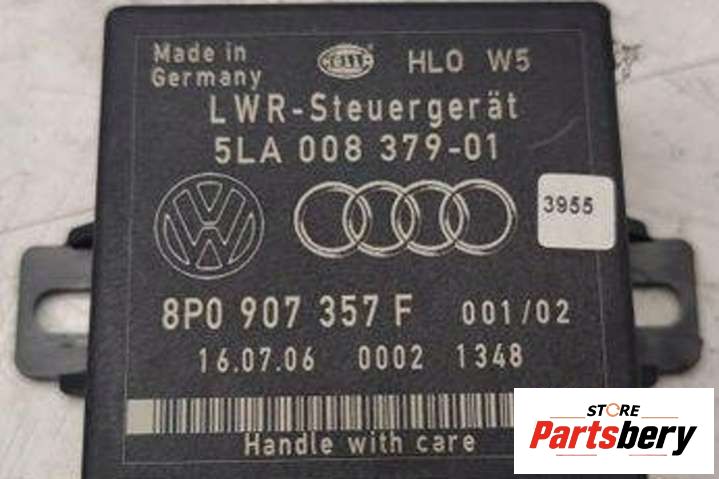 Made in
Germany
HELLA
HLO W5
LWR-Steuergerät
5LA 008 379-01
3955
8P0 907 357 F 001/02
16.07.06 0002 1348
Handle with care
STORE
Partsbery